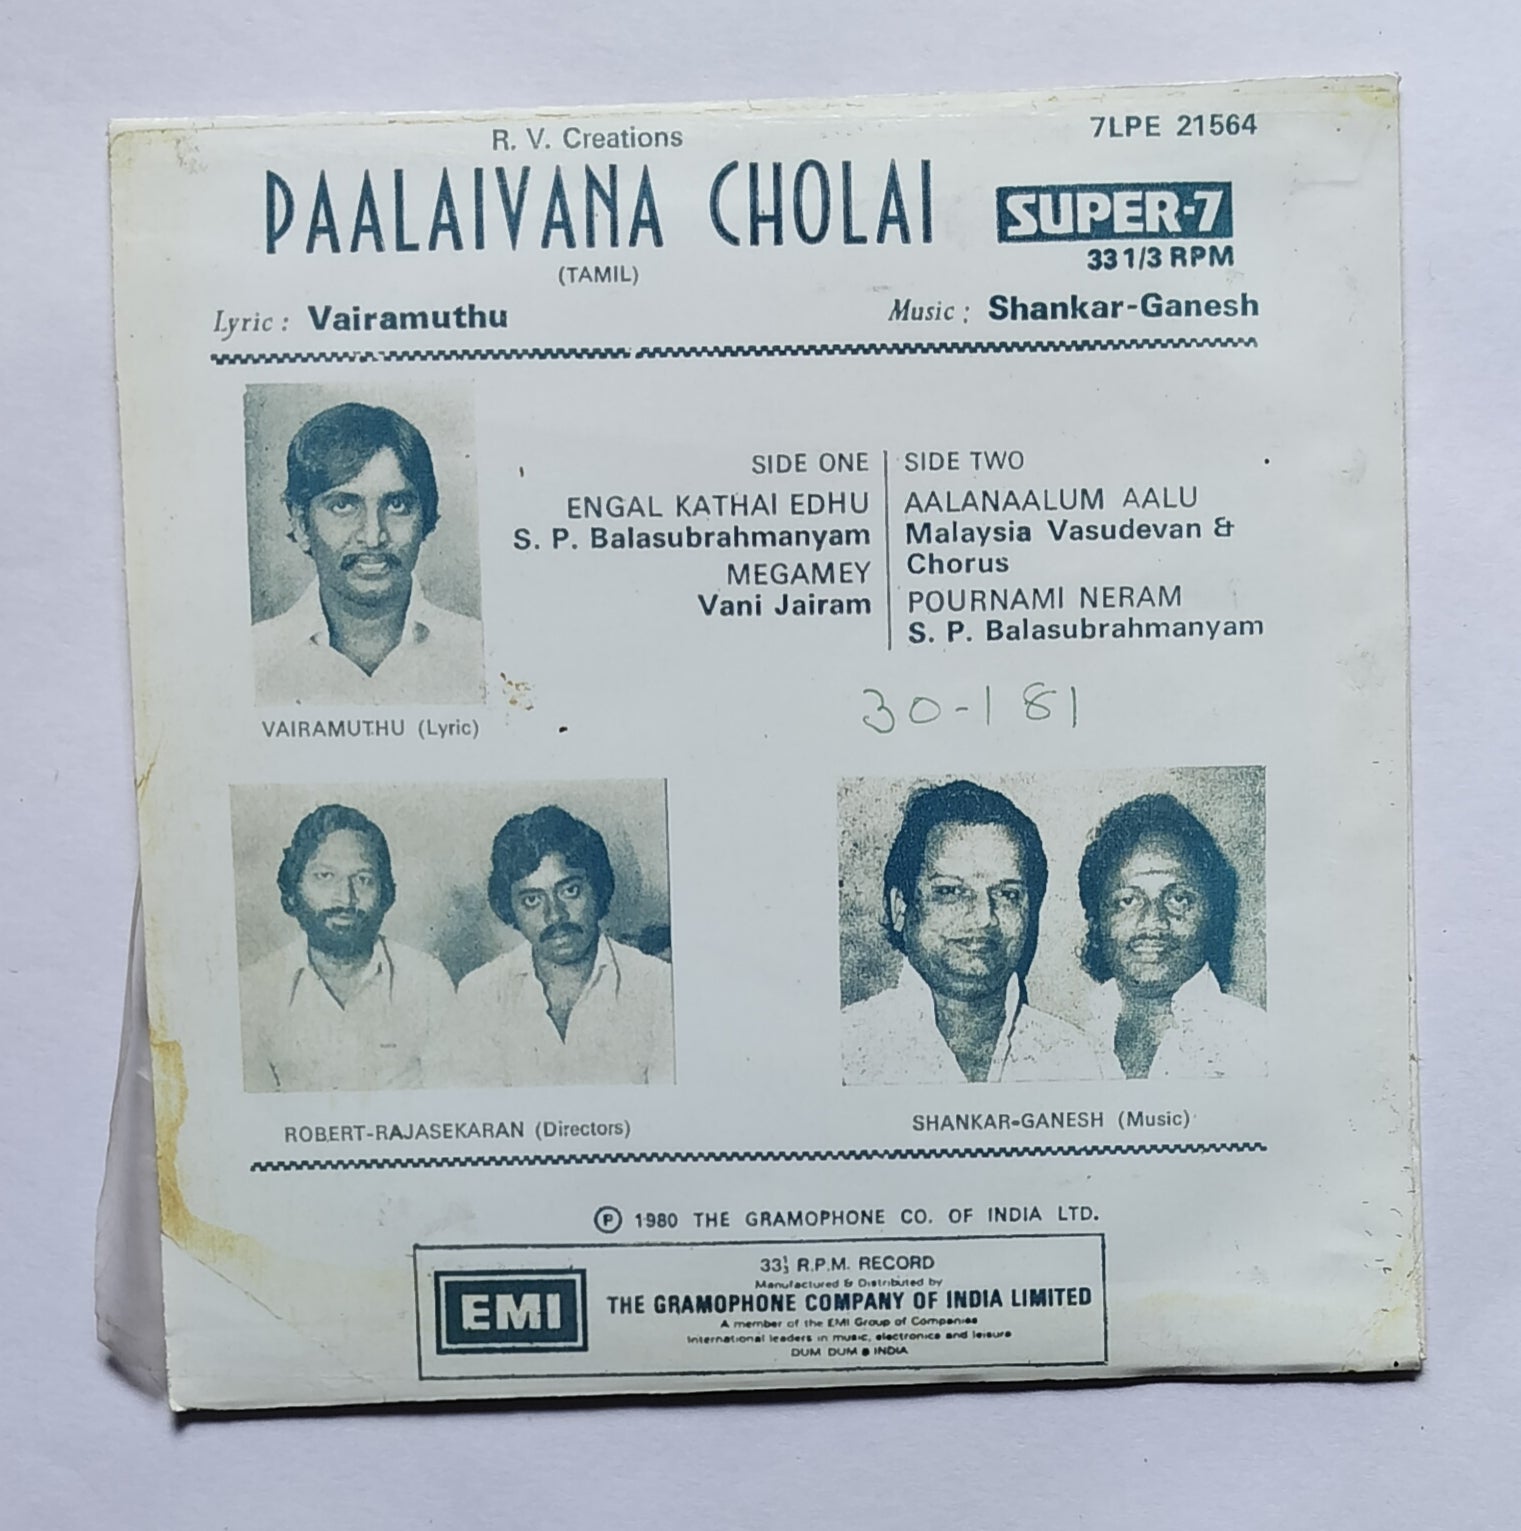 R. V. Creations
7LPE 21564
PAALAIVANA CHOLAI
SUPER-7
33 1/3 RPM
(TAMIL)
Lyric : Vairamuthu
Music : Shankar-Ganesh
SIDE ONE
ENGAL KATHAI EDHU
S. P. Balasubrahmanyam
MEGAMEY
Vani Jairam
SIDE TWO
AALANAALUM AALU
Malaysia Vasudevan &
Chorus
POURNAMI NERAM
S. P. Balasubrahmanyam
30-1 81
VAIRAMUTHU (Lyric)
ROBERT-RAJASEKARAN (Directors)
SHANKAR-GANESH (Music)
Ⓟ 1980 THE GRAMOPHONE CO. OF INDIA LTD.
EMI
33⅓ R.P.M. RECORD
Manufactured & Distributed by
THE GRAMOPHONE COMPANY OF INDIA LIMITED
A member of the EMI Group of Companies
International leaders in music, electronics and leisure
DUM DUM ● INDIA